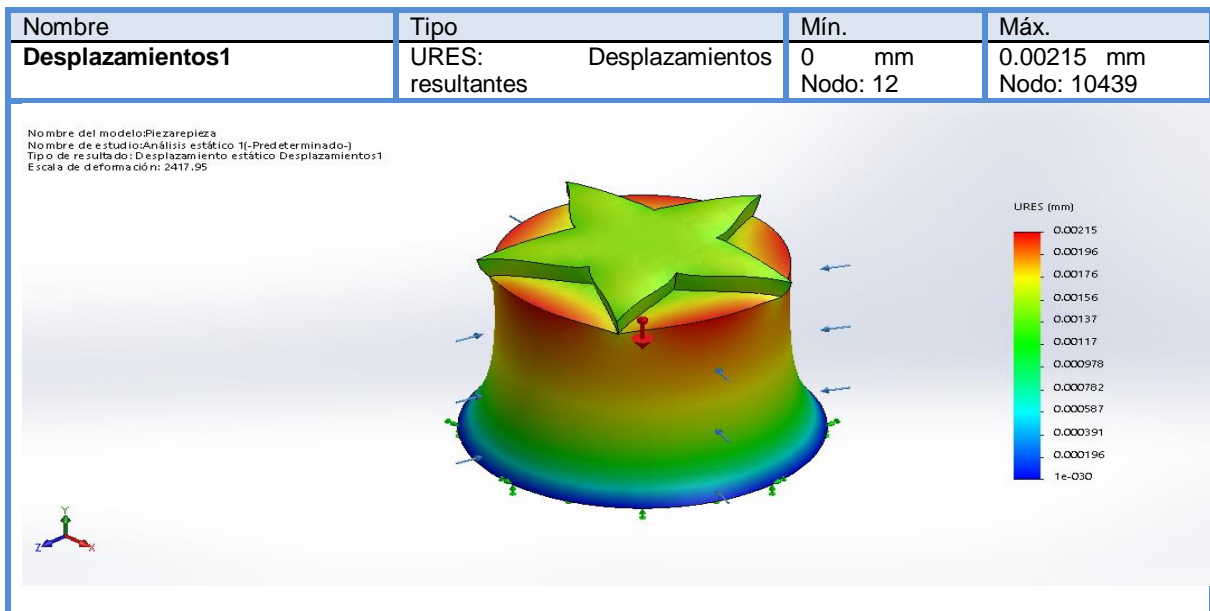 Nombre Tipo Mín. Máx.
Desplazamientos1 URES: Desplazamientos 0 mm 0.00215 mm
resultantes Nodo: 12 Nodo: 10439
Nombre del modelo:Piezarepieza
Nombre de estudio:Análisis estático 1(-Predeterminado-)
Tipo de resultado: Desplazamiento estático Desplazamientos1
Escala de deformación: 2417.95
URES (mm)
0.00215
0.00196
0.00176
0.00156
0.00137
0.00117
0.000978
0.000782
0.000587
0.000391
0.000196
1e-030
Y
Z X